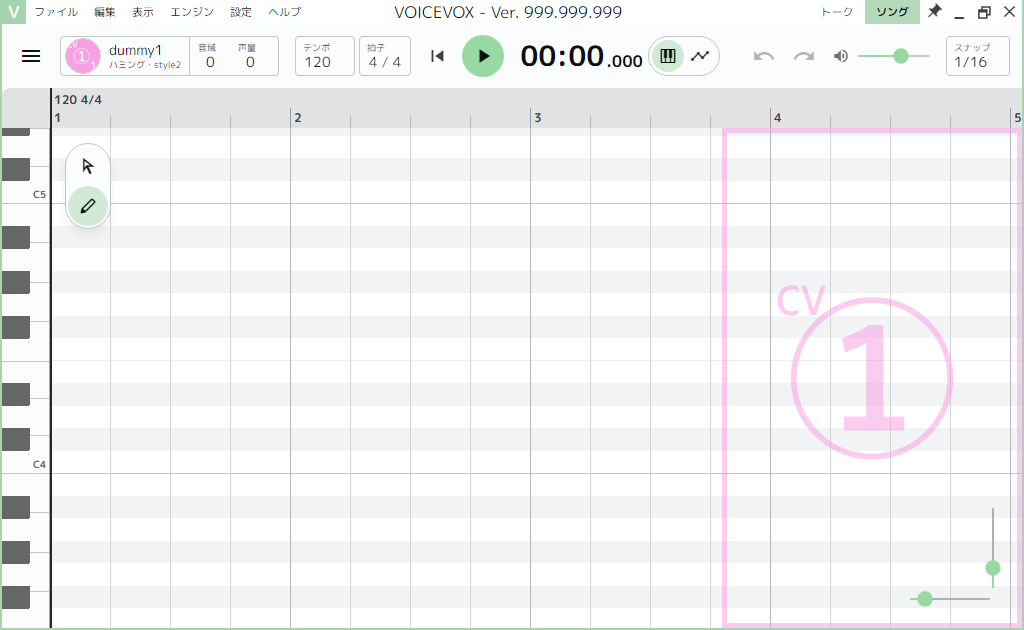 V ファイル 編集 表示 エンジン 設定 ヘルプ VOICEVOX - Ver. 999.999.999 トーク ソング
CV ① 1 dummy1 ハミング・style2 音域 0 声量 0 テンポ 120 拍子 4 / 4 00:00.000 スナップ 1/16
120 4/4
1 2 3 4 5
C5
CV
①
C4